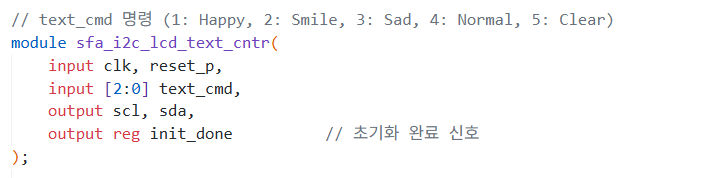 // text_cmd 명령 (1: Happy, 2: Smile, 3: Sad, 4: Normal, 5: Clear)
module sfa_i2c_lcd_text_cntr(
    input clk, reset_p,
    input [2:0] text_cmd,
    output scl, sda,
    output reg init_done          // 초기화 완료 신호
);